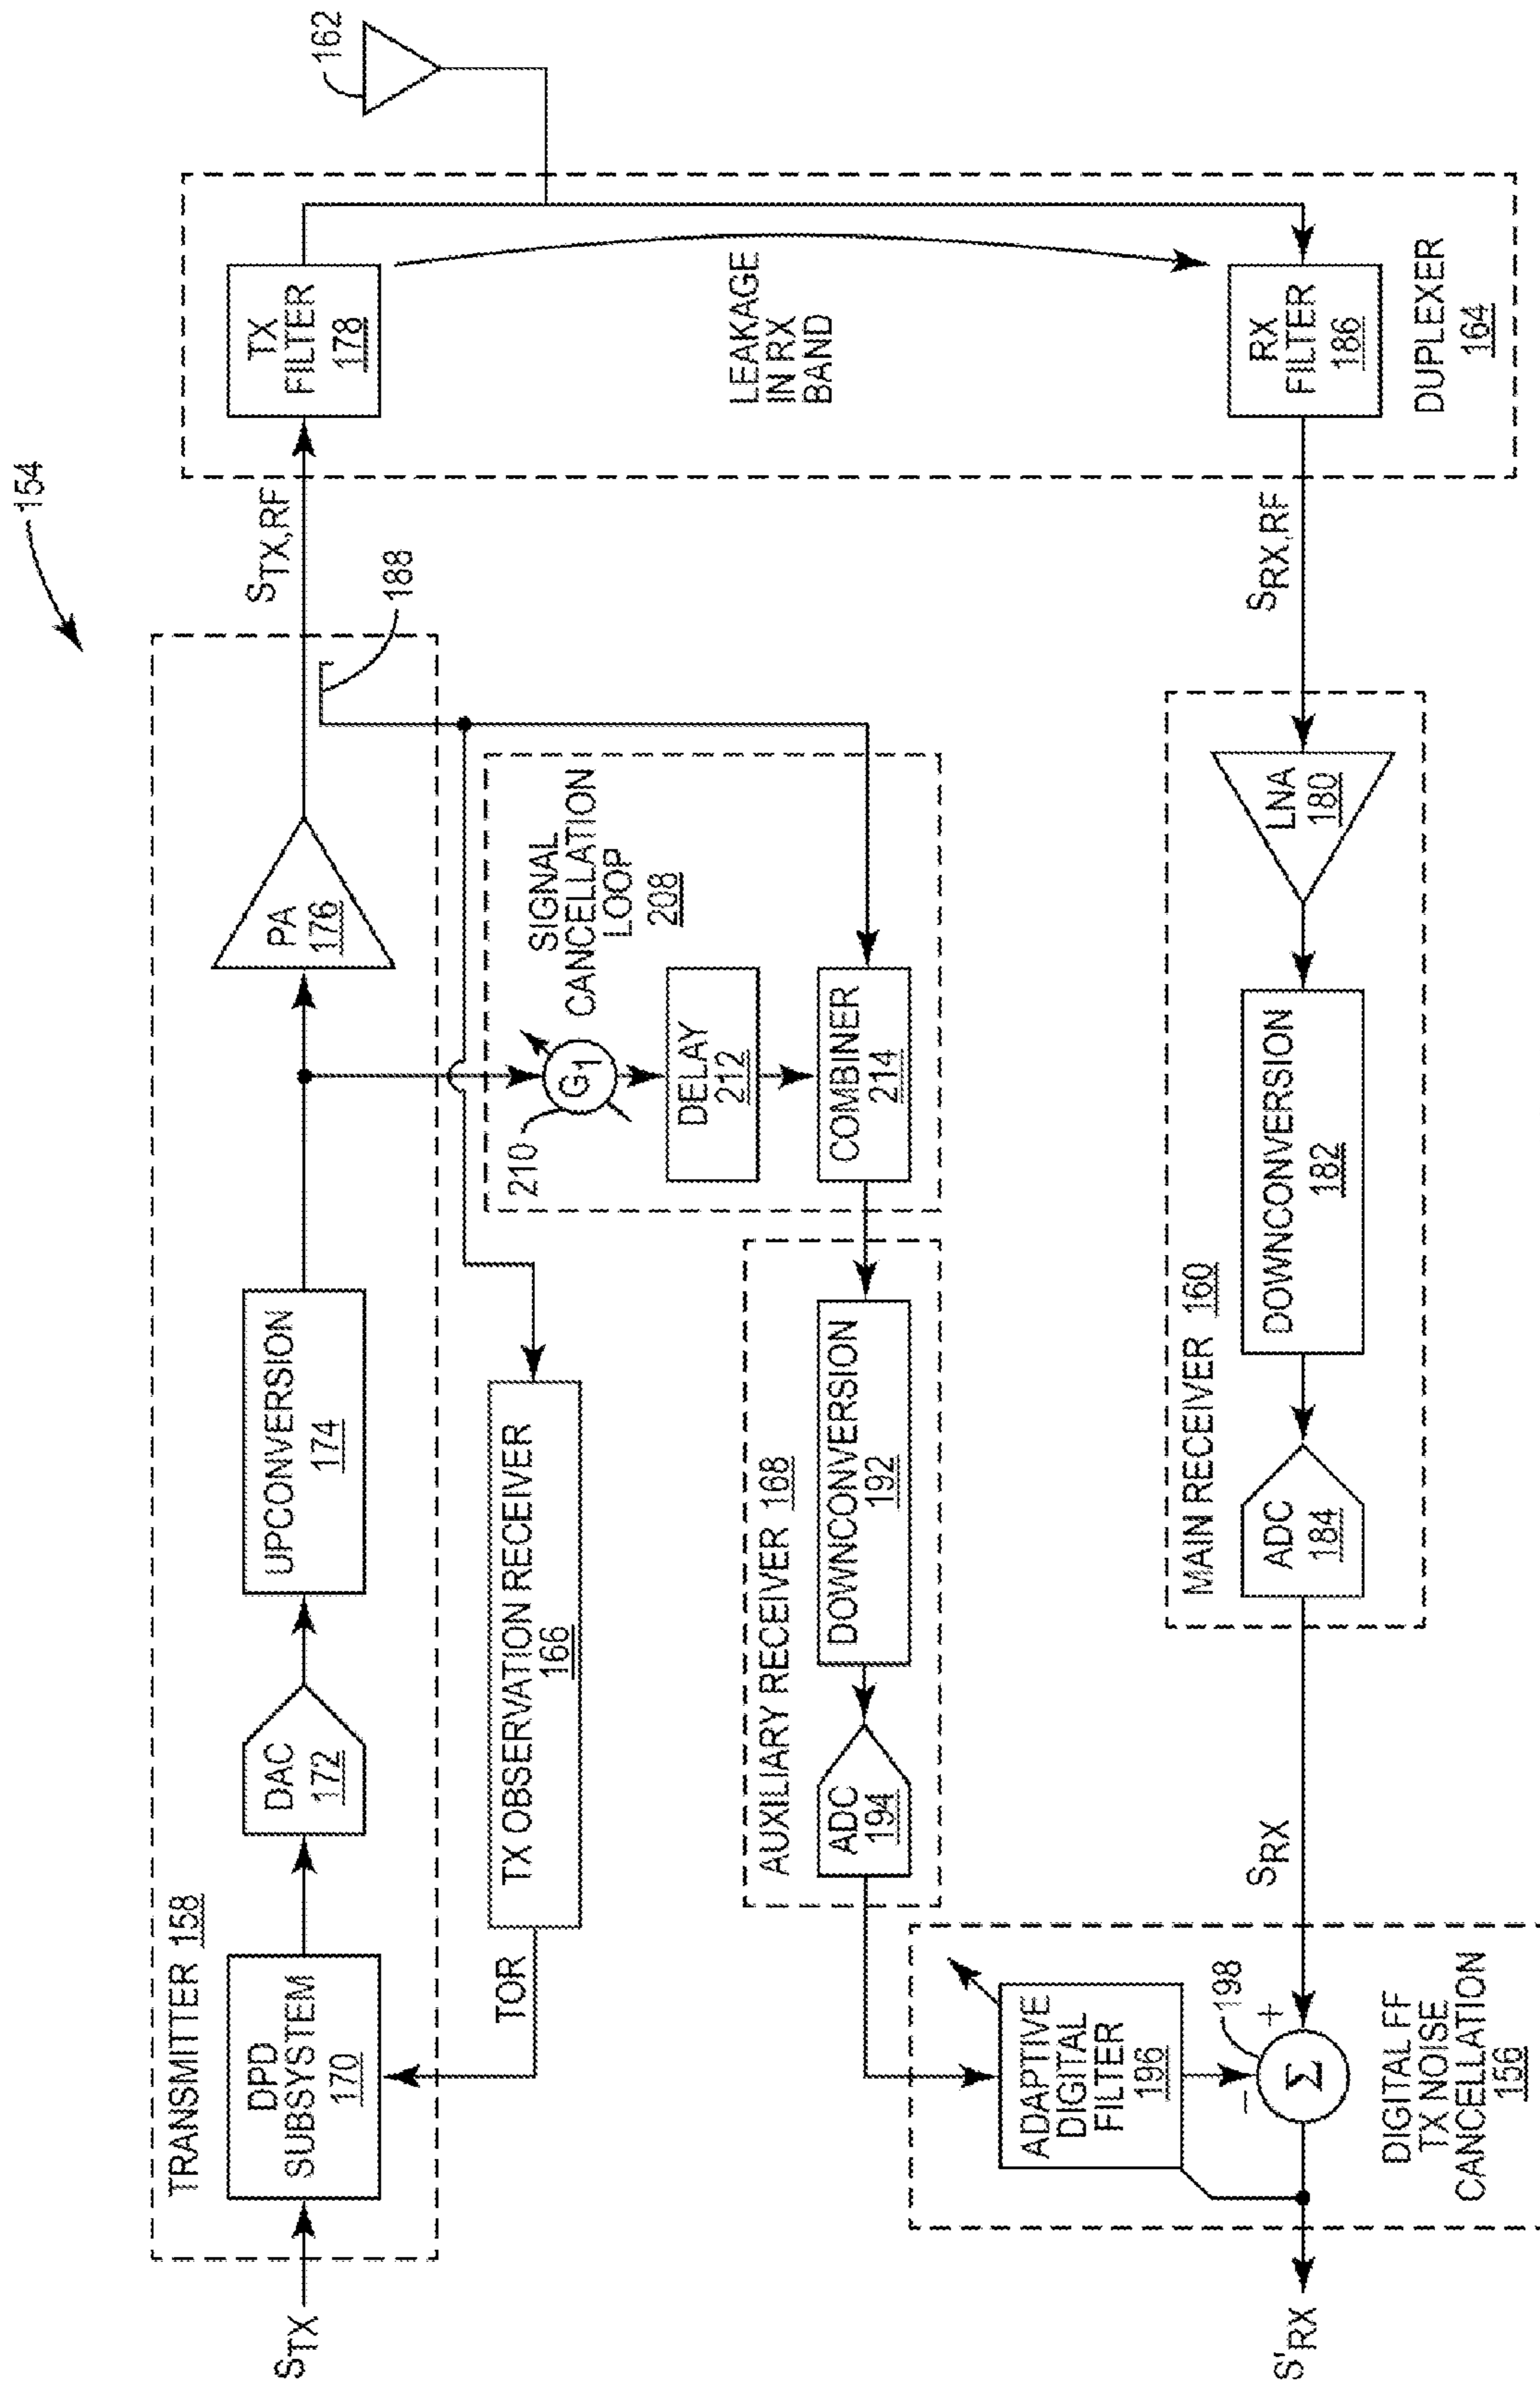 154
TRANSMITTER 158
S_TX
DPD
SUBSYSTEM
170
DAC
172
UPCONVERSION
174
PA
176
S_TX,RF
188
TX
FILTER
178
162
TOR
TX OBSERVATION RECEIVER
166
210
G1
SIGNAL
CANCELLATION
LOOP
208
DELAY
212
COMBINER
214
LEAKAGE
IN RX
BAND
AUXILIARY RECEIVER 168
ADC
194
DOWNCONVERSION
192
ADAPTIVE
DIGITAL
FILTER
196
198
+
−
Σ
S'_RX
DIGITAL FF
TX NOISE
CANCELLATION
156
S_RX
MAIN RECEIVER 160
ADC
184
DOWNCONVERSION
182
LNA
180
S_RX,RF
RX
FILTER
186
DUPLEXER
164